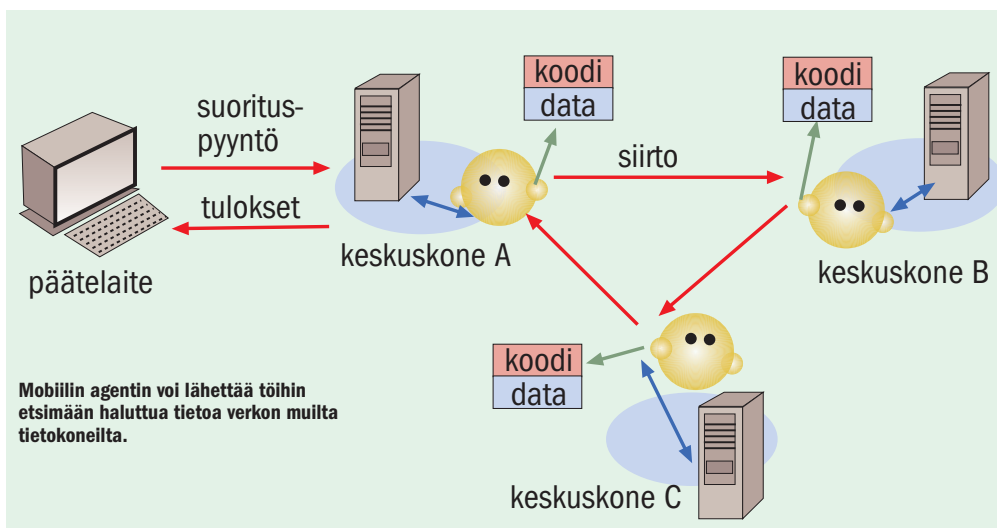 koodi
data
koodi
data
suoritus-
pyyntö
siirto
tulokset
keskuskone A
keskuskone B
päätelaite
koodi
data
Mobiilin agentin voi lähettää töihin
etsimään haluttua tietoa verkon muilta
tietokoneilta.
keskuskone C